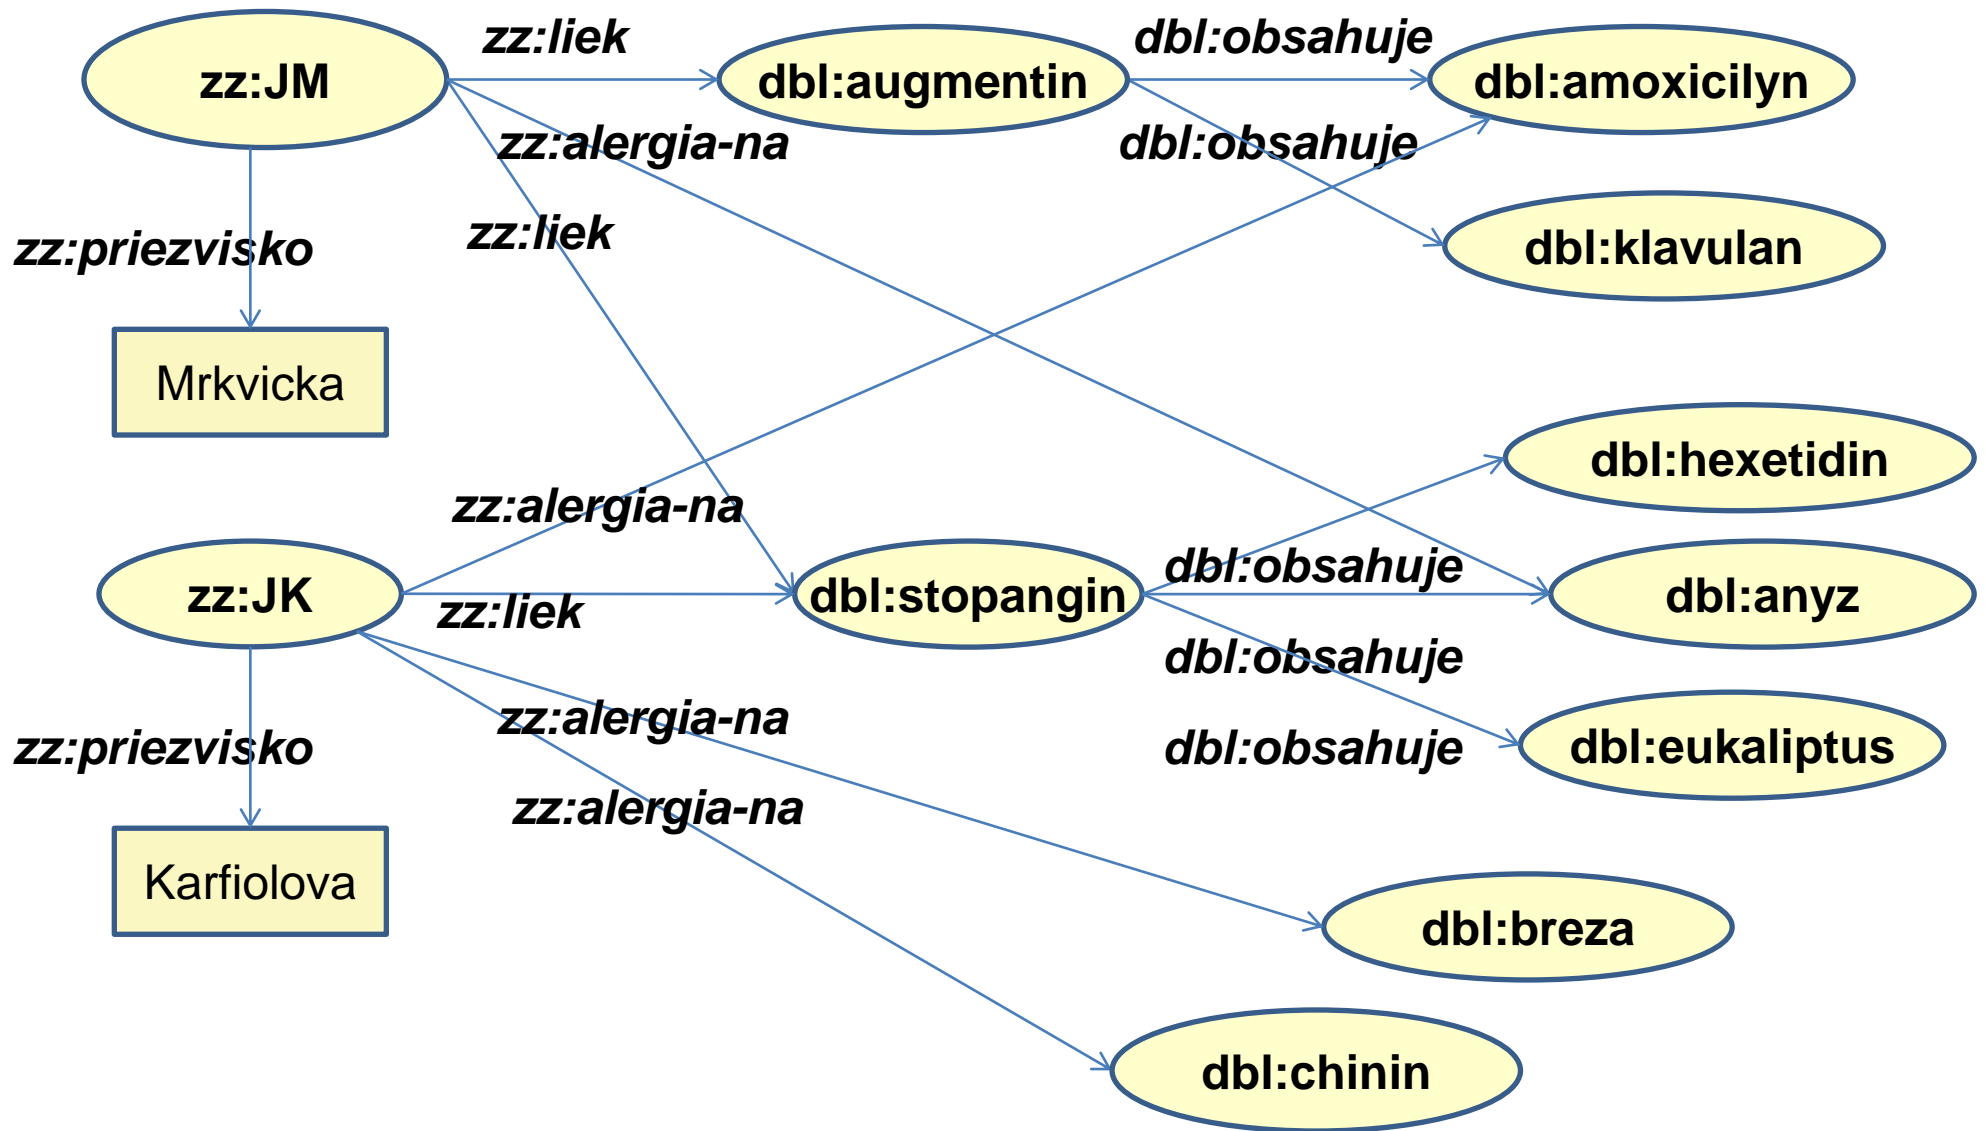 zz:liek
dbl:obsahuje
zz:JM
dbl:augmentin
dbl:amoxicilyn
zz:alergia-na
dbl:obsahuje
zz:liek
zz:priezvisko
dbl:klavulan
Mrkvicka
dbl:hexetidin
zz:alergia-na
dbl:obsahuje
zz:JK
dbl:stopangin
dbl:anyz
zz:liek
dbl:obsahuje
zz:alergia-na
zz:priezvisko
dbl:obsahuje
dbl:eukaliptus
zz:alergia-na
Karfiolova
dbl:breza
dbl:chinin